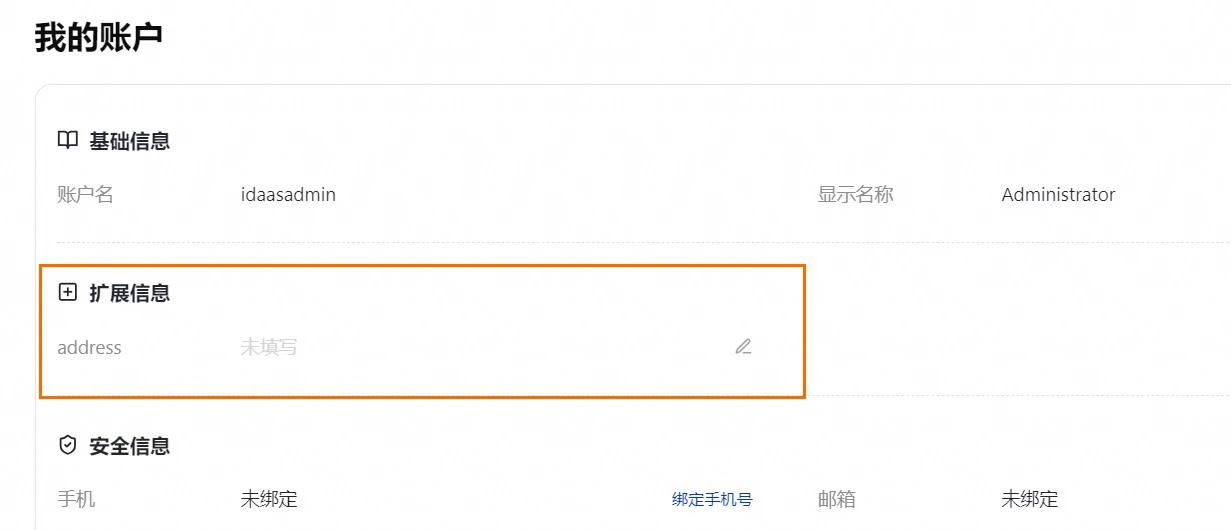 我的账户
基础信息
账户名 idaasadmin 显示名称 Administrator
扩展信息
address 未填写
安全信息
手机 未绑定 绑定手机号 邮箱 未绑定